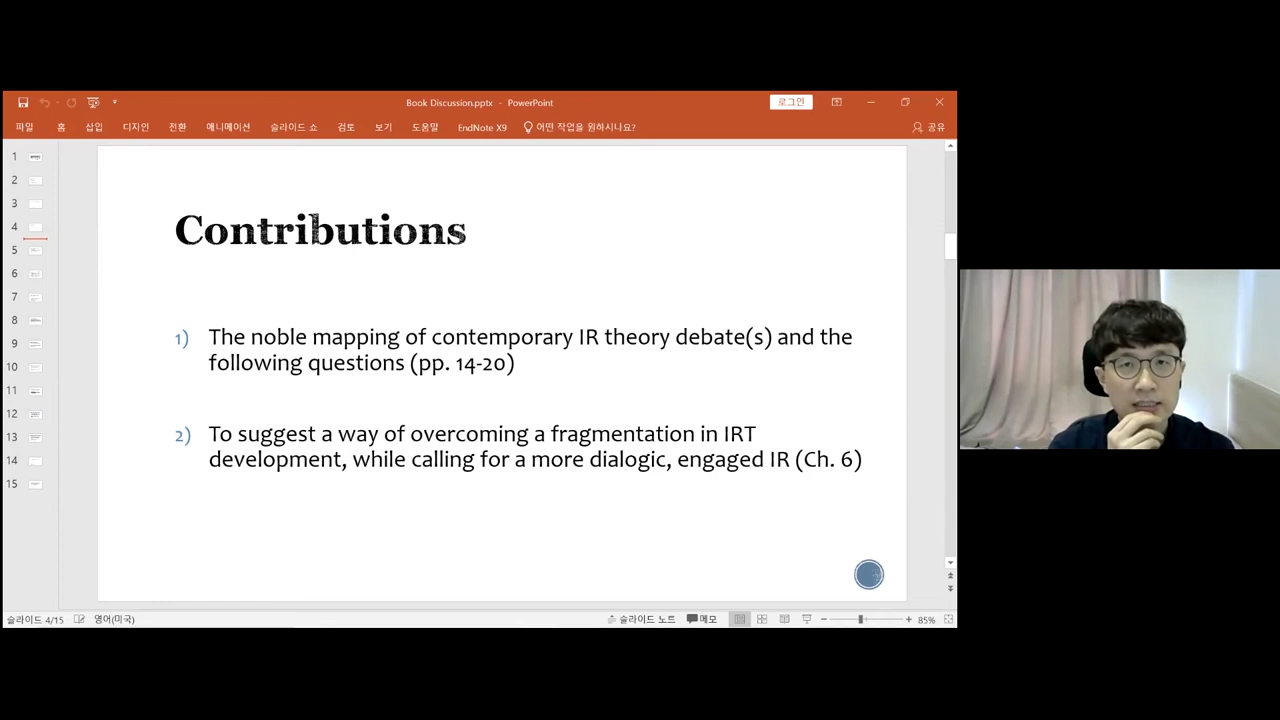 Book Discussion.pptx - PowerPoint
로그인
파일 홈 삽입 디자인 전환 애니메이션 슬라이드 쇼 검토 보기 도움말 EndNote X9 어떤 작업을 원하시나요? 공유
1
2
3
4
5
6
7
8
9
10
11
12
13
14
15
Contributions
1) The noble mapping of contemporary IR theory debate(s) and the
following questions (pp. 14-20)
2) To suggest a way of overcoming a fragmentation in IRT
development, while calling for a more dialogic, engaged IR (Ch. 6)
슬라이드 4/15 영어(미국) 슬라이드 노트 메모 85%